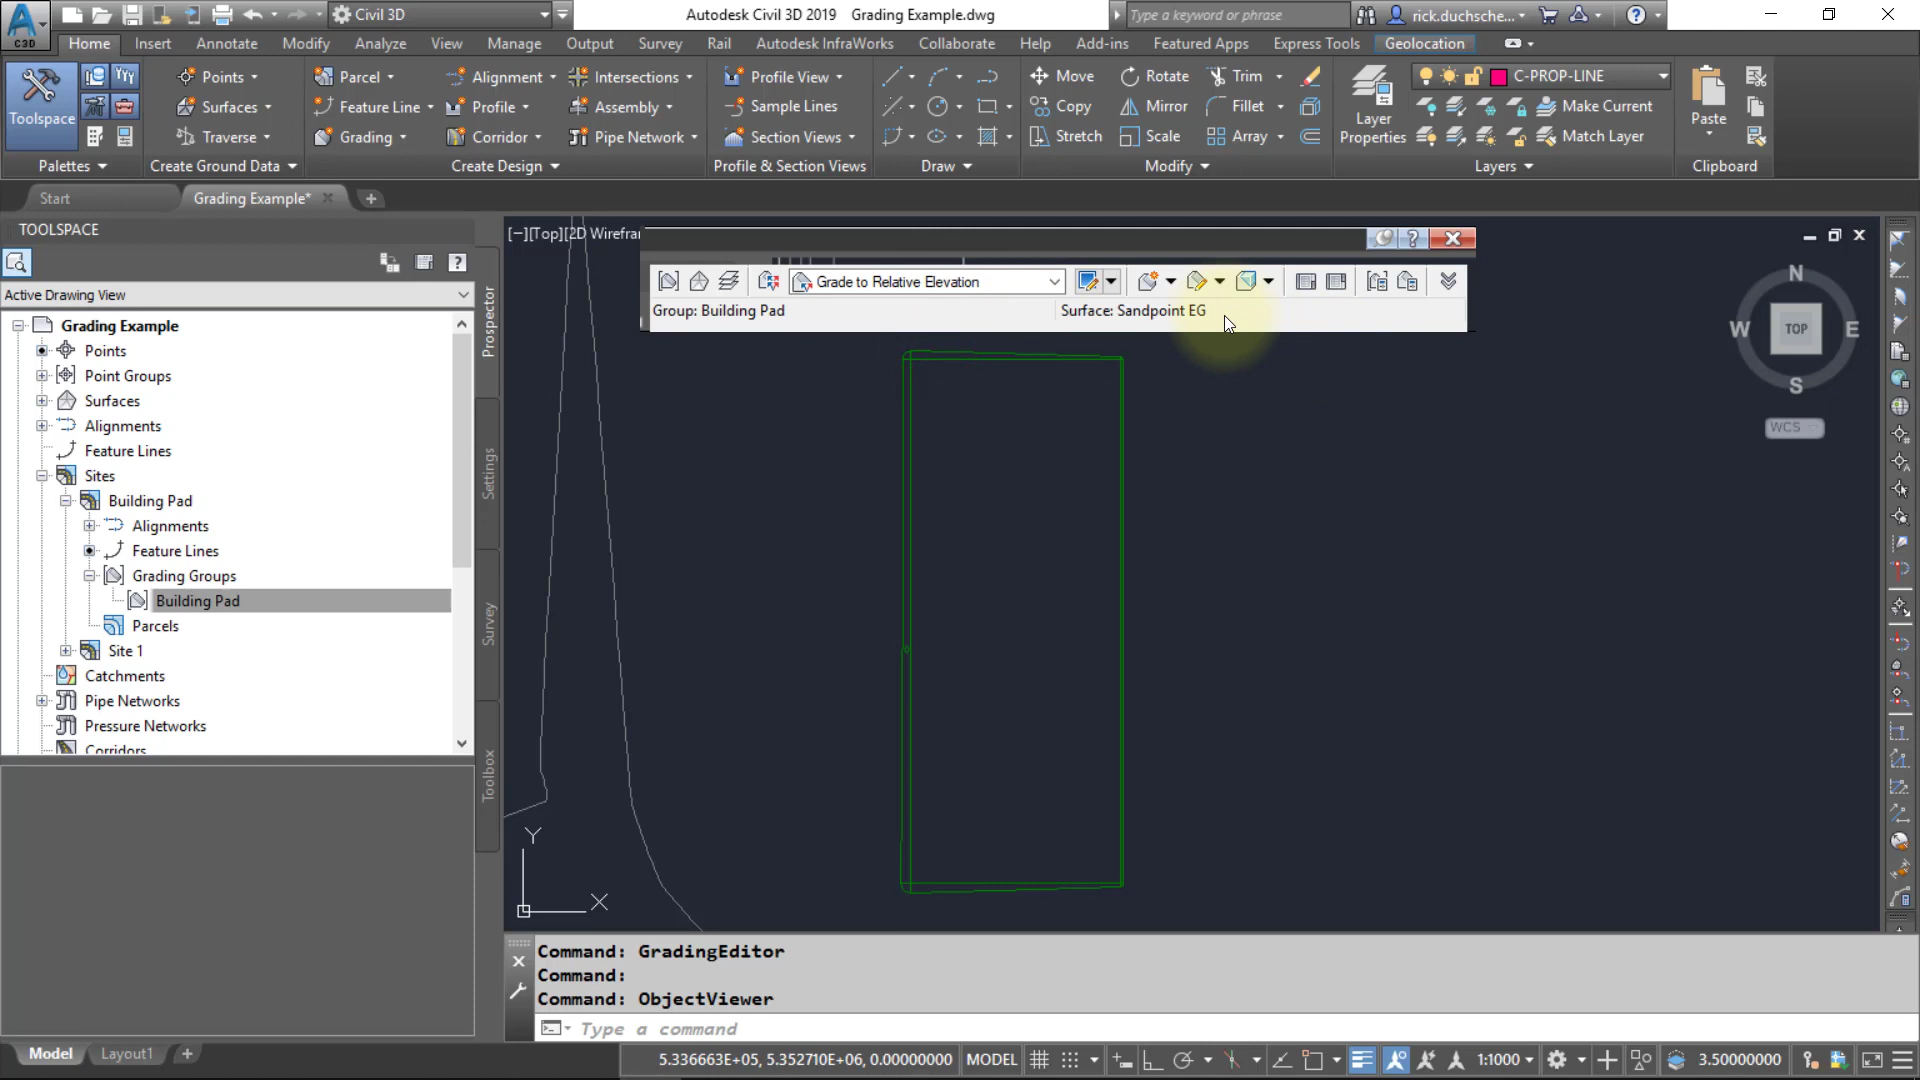 C3D
Civil 3D
Autodesk Civil 3D 2019 Grading Example.dwg
Type a keyword or phrase
rick.duchsche...
Home Insert Annotate Modify Analyze View Manage Output Survey Rail Autodesk InfraWorks Collaborate Help Add-ins Featured Apps Express Tools Geolocation
Toolspace
Points
Surfaces
Traverse
Parcel
Feature Line
Grading
Alignment
Profile
Corridor
Intersections
Assembly
Pipe Network
Profile View
Sample Lines
Section Views
Move
Copy
Stretch
Rotate
Mirror
Scale
Trim
Fillet
Array
Layer
Properties
C-PROP-LINE
Make Current
Match Layer
Paste
Palettes
Create Ground Data
Create Design
Profile & Section Views
Draw
Modify
Layers
Clipboard
Start
Grading Example*
TOOLSPACE
Active Drawing View
Grading Example
Points
Point Groups
Surfaces
Alignments
Feature Lines
Sites
Building Pad
Alignments
Feature Lines
Grading Groups
Building Pad
Parcels
Site 1
Catchments
Pipe Networks
Pressure Networks
Corridors
Prospector
Settings
Survey
Toolbox
[−][Top][2D Wirefra
Grade to Relative Elevation
Group: Building Pad
Surface: Sandpoint EG
N
W
TOP
E
S
WCS
Y
X
Command: GradingEditor
Command:
Command: ObjectViewer
Type a command
Model
Layout1
5.336663E+05, 5.352710E+06, 0.00000000
MODEL
1:1000
3.50000000